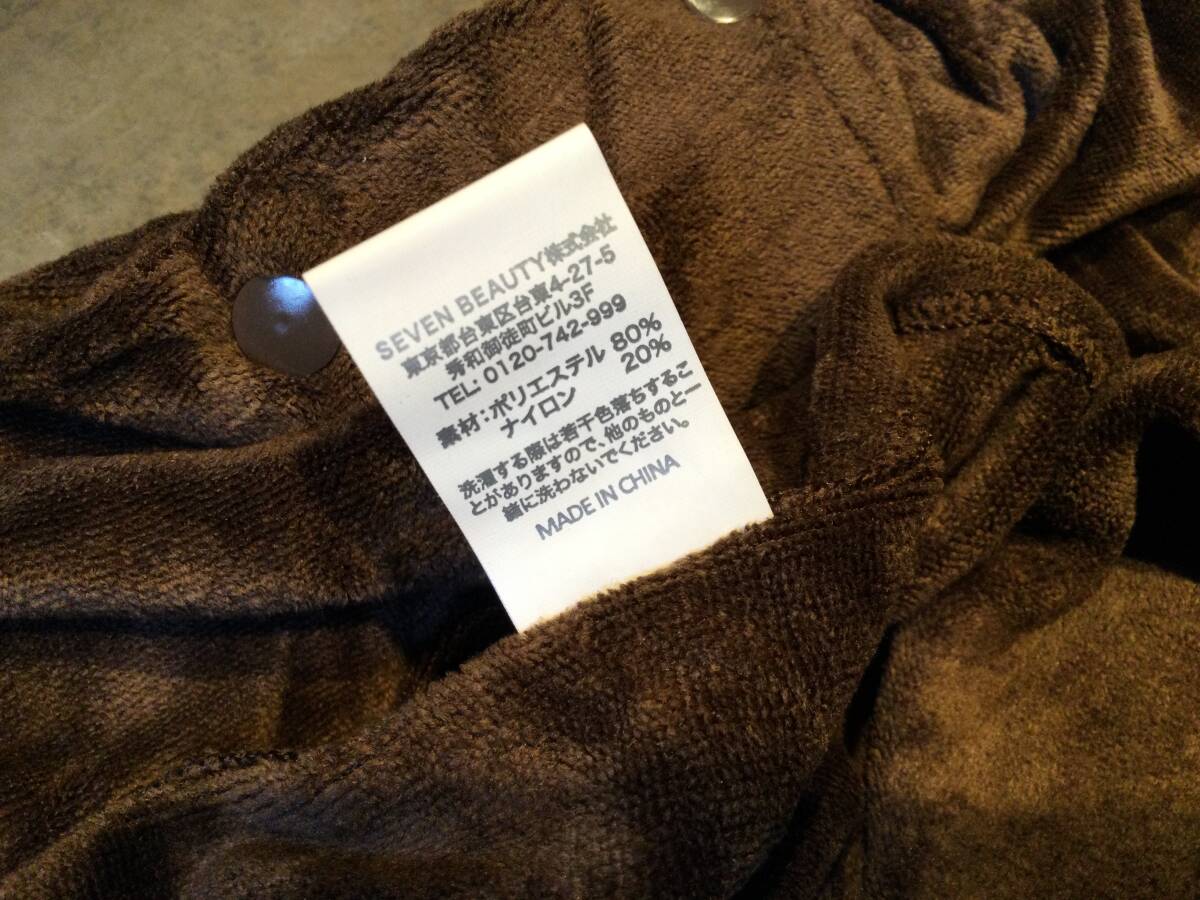 SEVEN BEAUTY株式会社
東京都台東区台東4-27-5
秀和御徒町ビル3F
TEL: 0120-742-999
素材:ポリエステル 80%
ナイロン 20%
洗濯する際は若干色落ちするこ
とがありますので、他のものと一
緒に洗わないでください。
MADE IN CHINA